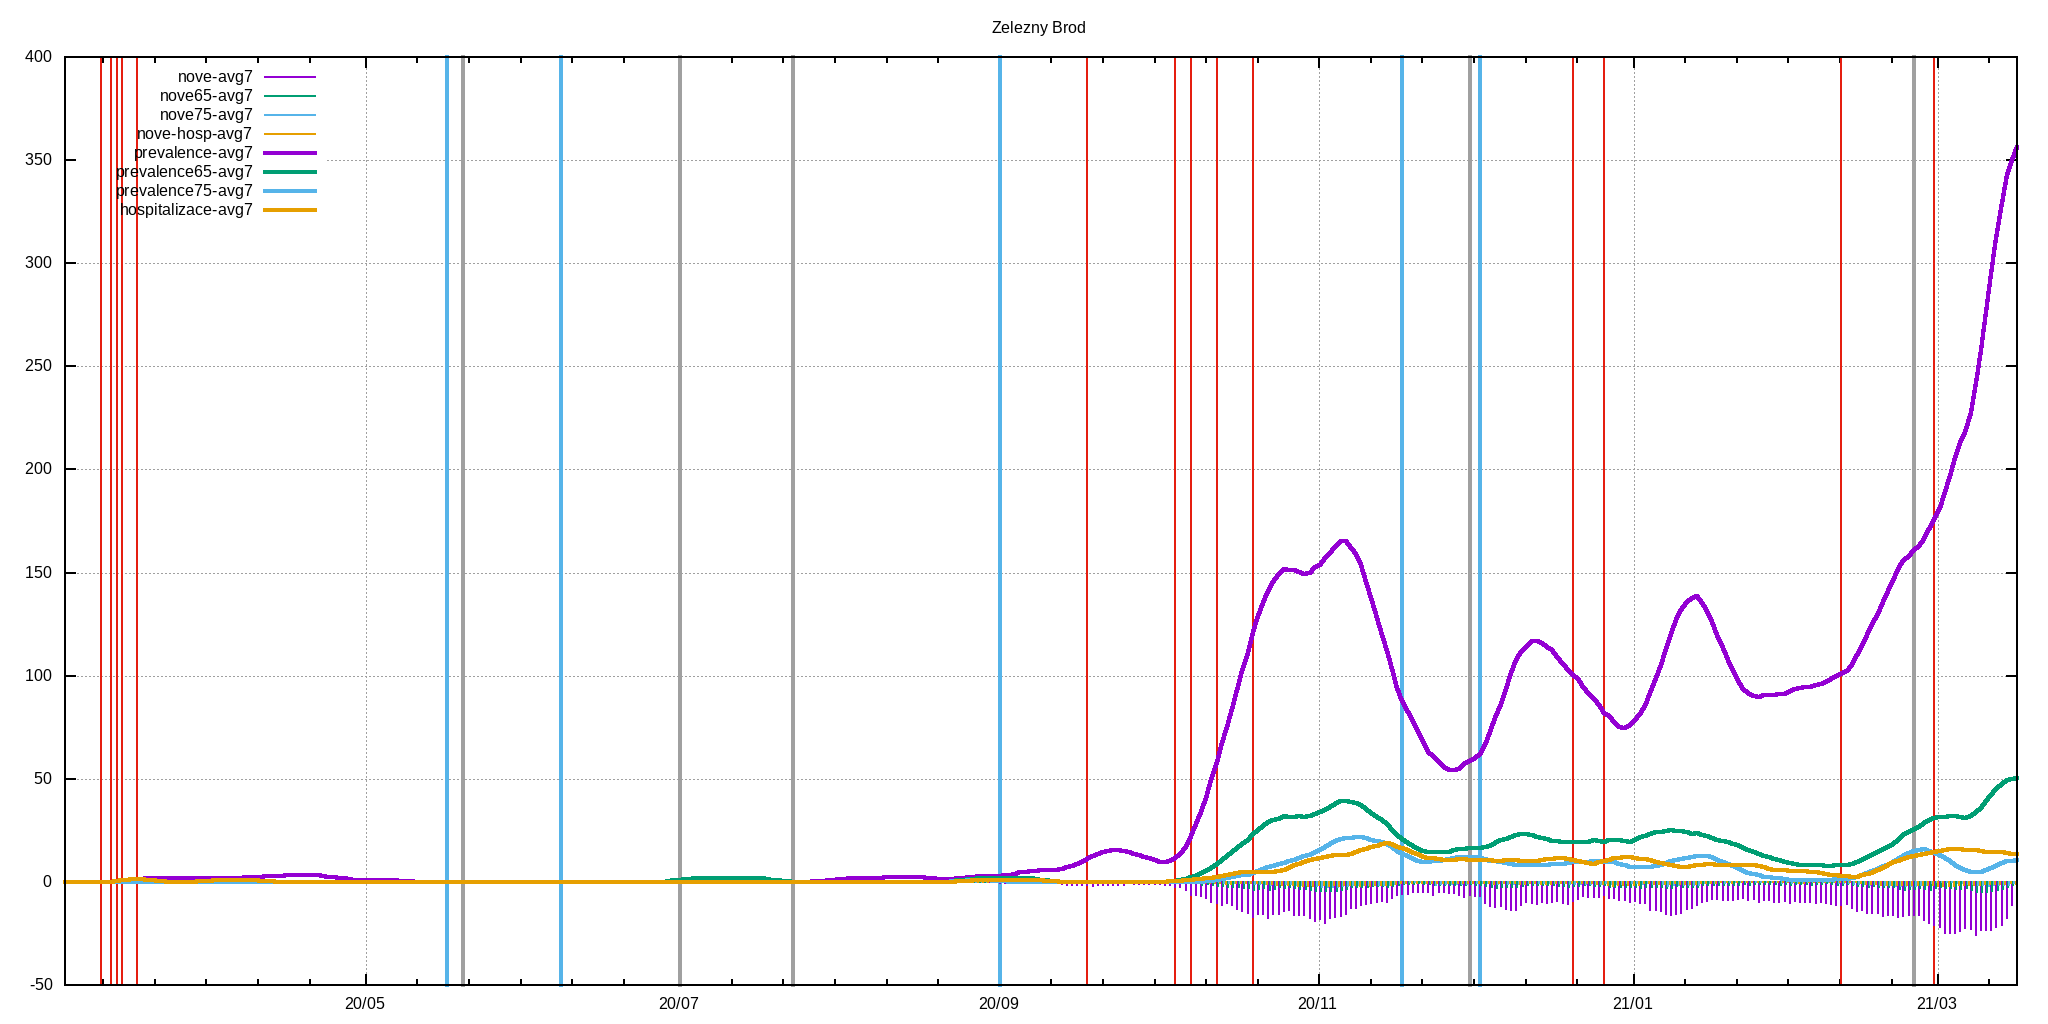 Zelezny Brod
400
350
300
250
200
150
100
50
0
-50
nove-avg7
nove65-avg7
nove75-avg7
nove-hosp-avg7
prevalence-avg7
prevalence65-avg7
prevalence75-avg7
hospitalizace-avg7
20/05
20/07
20/09
20/11
21/01
21/03